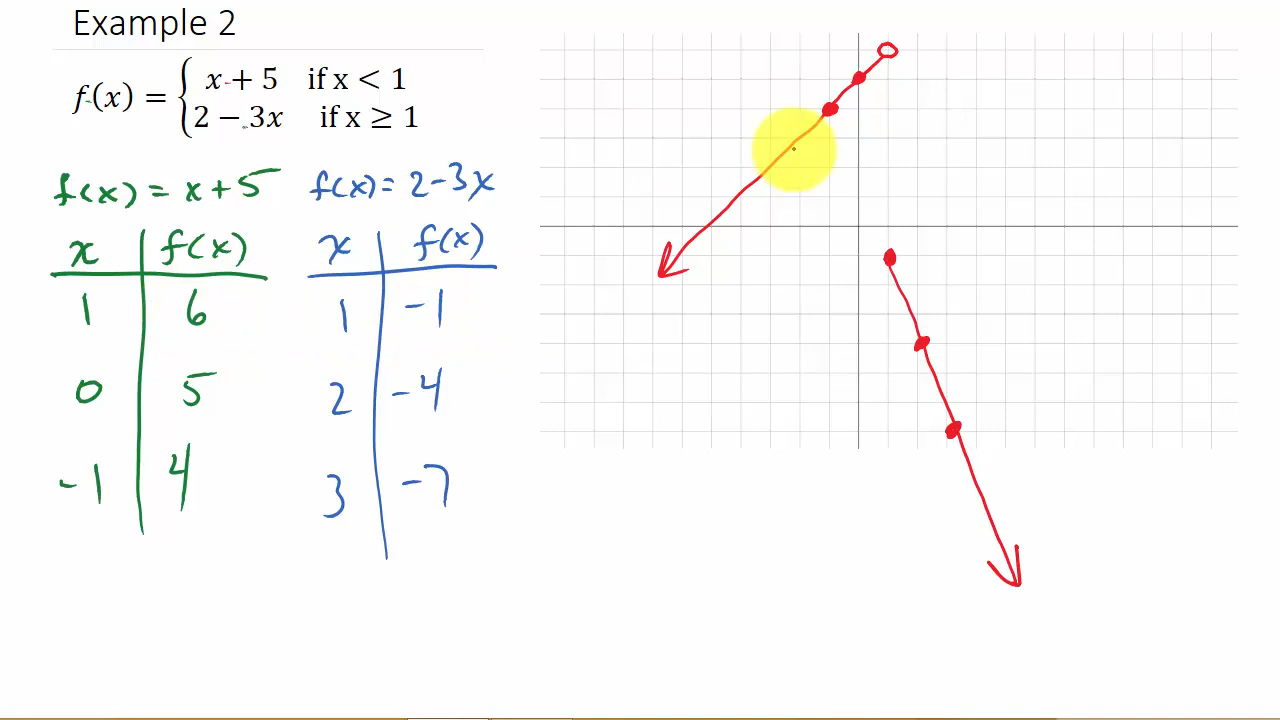 Example 2
f(x) = { x + 5 if x < 1
2 − 3x if x ≥ 1
f(x) = x + 5 f(x) = 2 - 3x
x f(x) x f(x)
1 6 1 -1
0 5 2 -4
-1 4 3 -7